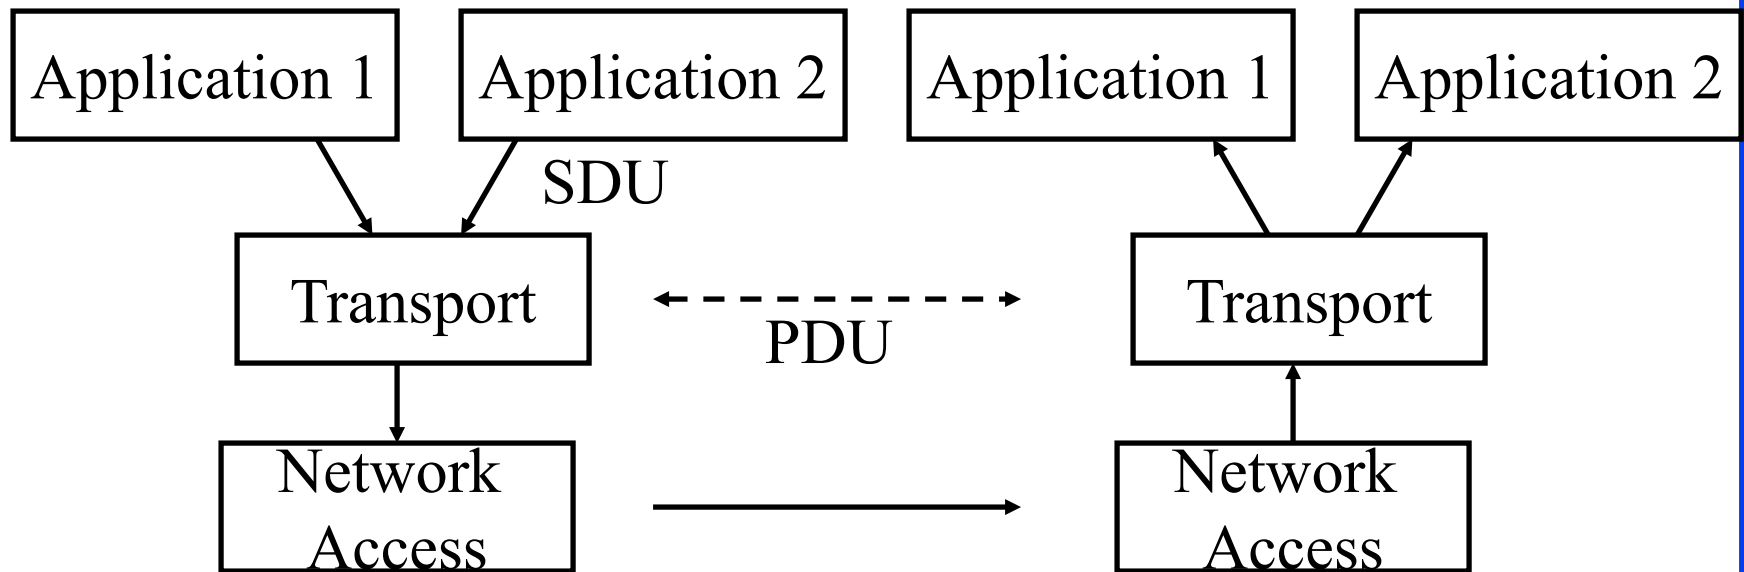 Application 1
Application 2
Application 1
Application 2
SDU
Transport
PDU
Transport
Network
Access
Network
Access